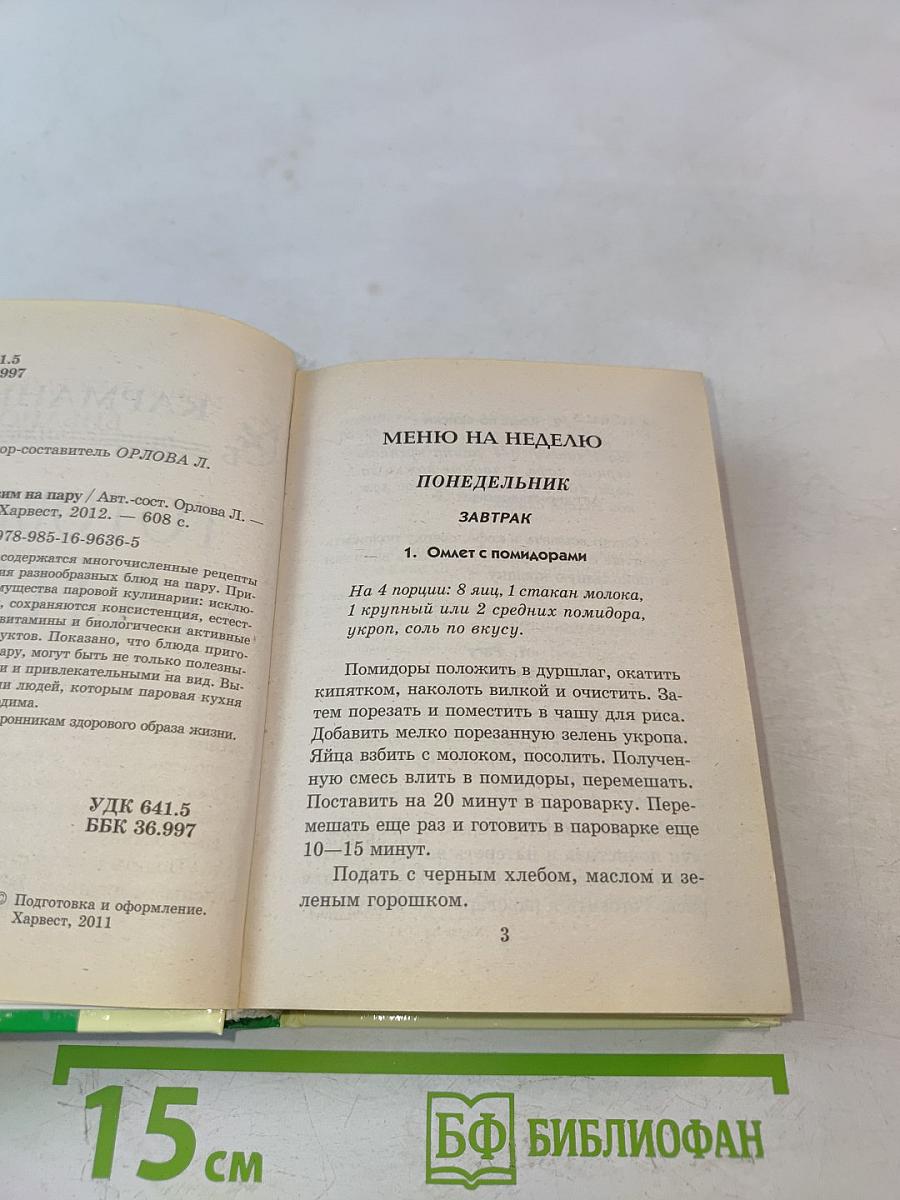 1.5
997
ор-составитель ОРЛОВА Л.
вим на пару / Авт.-сост. Орлова Л. —
Харвест, 2012. — 608 с.
978-985-16-9636-5
содержатся многочисленные рецепты
ия разнообразных блюд на пару. При-
мущества паровой кулинарии: исклю-
, сохраняются консистенция, естест-
витамины и биологически активные
уктов. Показано, что блюда приго-
ару, могут быть не только полезны-
и и привлекательными на вид. Вы-
ли людей, которым паровая кухня
дима.
оронникам здорового образа жизни.
УДК 641.5
ББК 36.997
© Подготовка и оформление.
Харвест, 2011
МЕНЮ НА НЕДЕЛЮ
ПОНЕДЕЛЬНИК
ЗАВТРАК
1. Омлет с помидорами
На 4 порции: 8 яиц, 1 стакан молока,
1 крупный или 2 средних помидора,
укроп, соль по вкусу.
Помидоры положить в дуршлаг, окатить
кипятком, наколоть вилкой и очистить. За-
тем порезать и поместить в чашу для риса.
Добавить мелко порезанную зелень укропа.
Яйца взбить с молоком, посолить. Получен-
ную смесь влить в помидоры, перемешать.
Поставить на 20 минут в пароварку. Пере-
мешать еще раз и готовить в пароварке еще
10—15 минут.
Подать с черным хлебом, маслом и зе-
леным горошком.
3
15 см
БФ БИБЛИОФАН